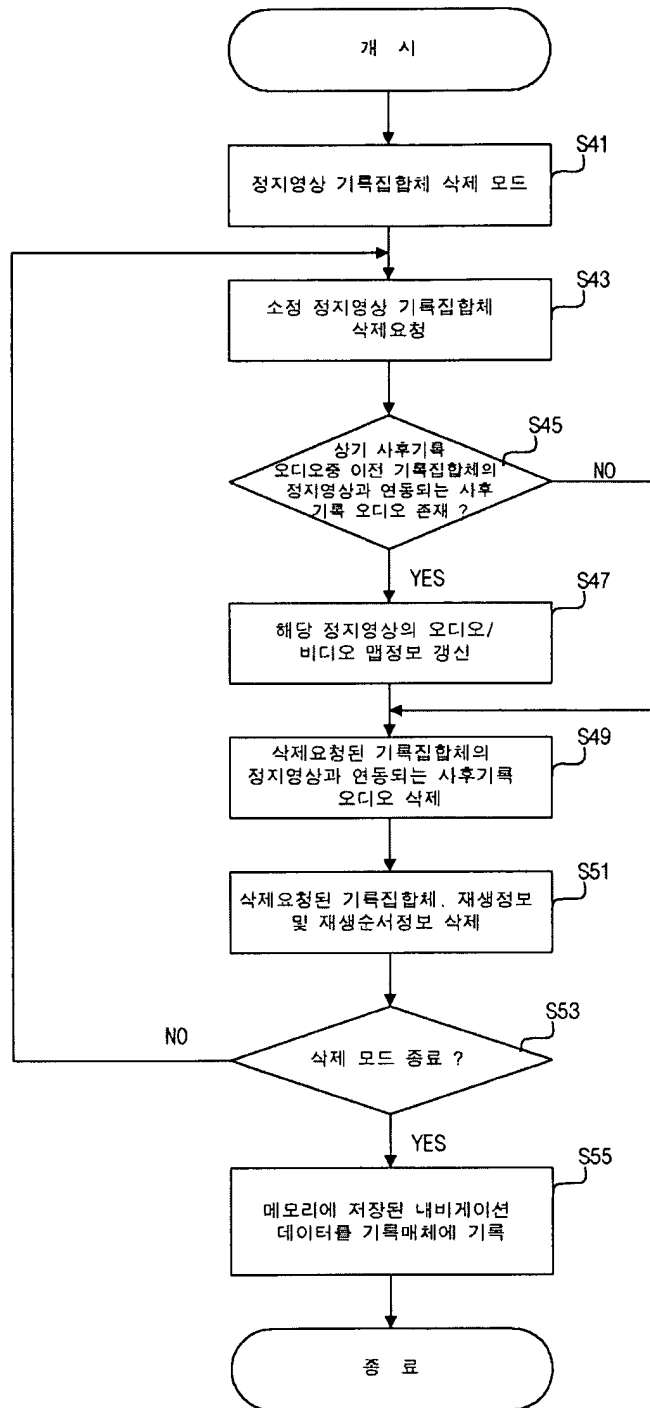 개 시
S41
정지영상 기록집합체 삭제 모드
S43
소정 정지영상 기록집합체
삭제요청
S45
상기 사후기록
오디오중 이전 기록집합체의
정지영상과 연동되는 사후
기록 오디오 존재 ?
NO
YES
S47
해당 정지영상의 오디오/
비디오 맵정보 갱신
S49
삭제요청된 기록집합체의
정지영상과 연동되는 사후기록
오디오 삭제
S51
삭제요청된 기록집합체, 재생정보
및 재생순서정보 삭제
S53
NO
삭제 모드 종료 ?
YES
S55
메모리에 저장된 내비게이션
데이터를 기록매체에 기록
종 료